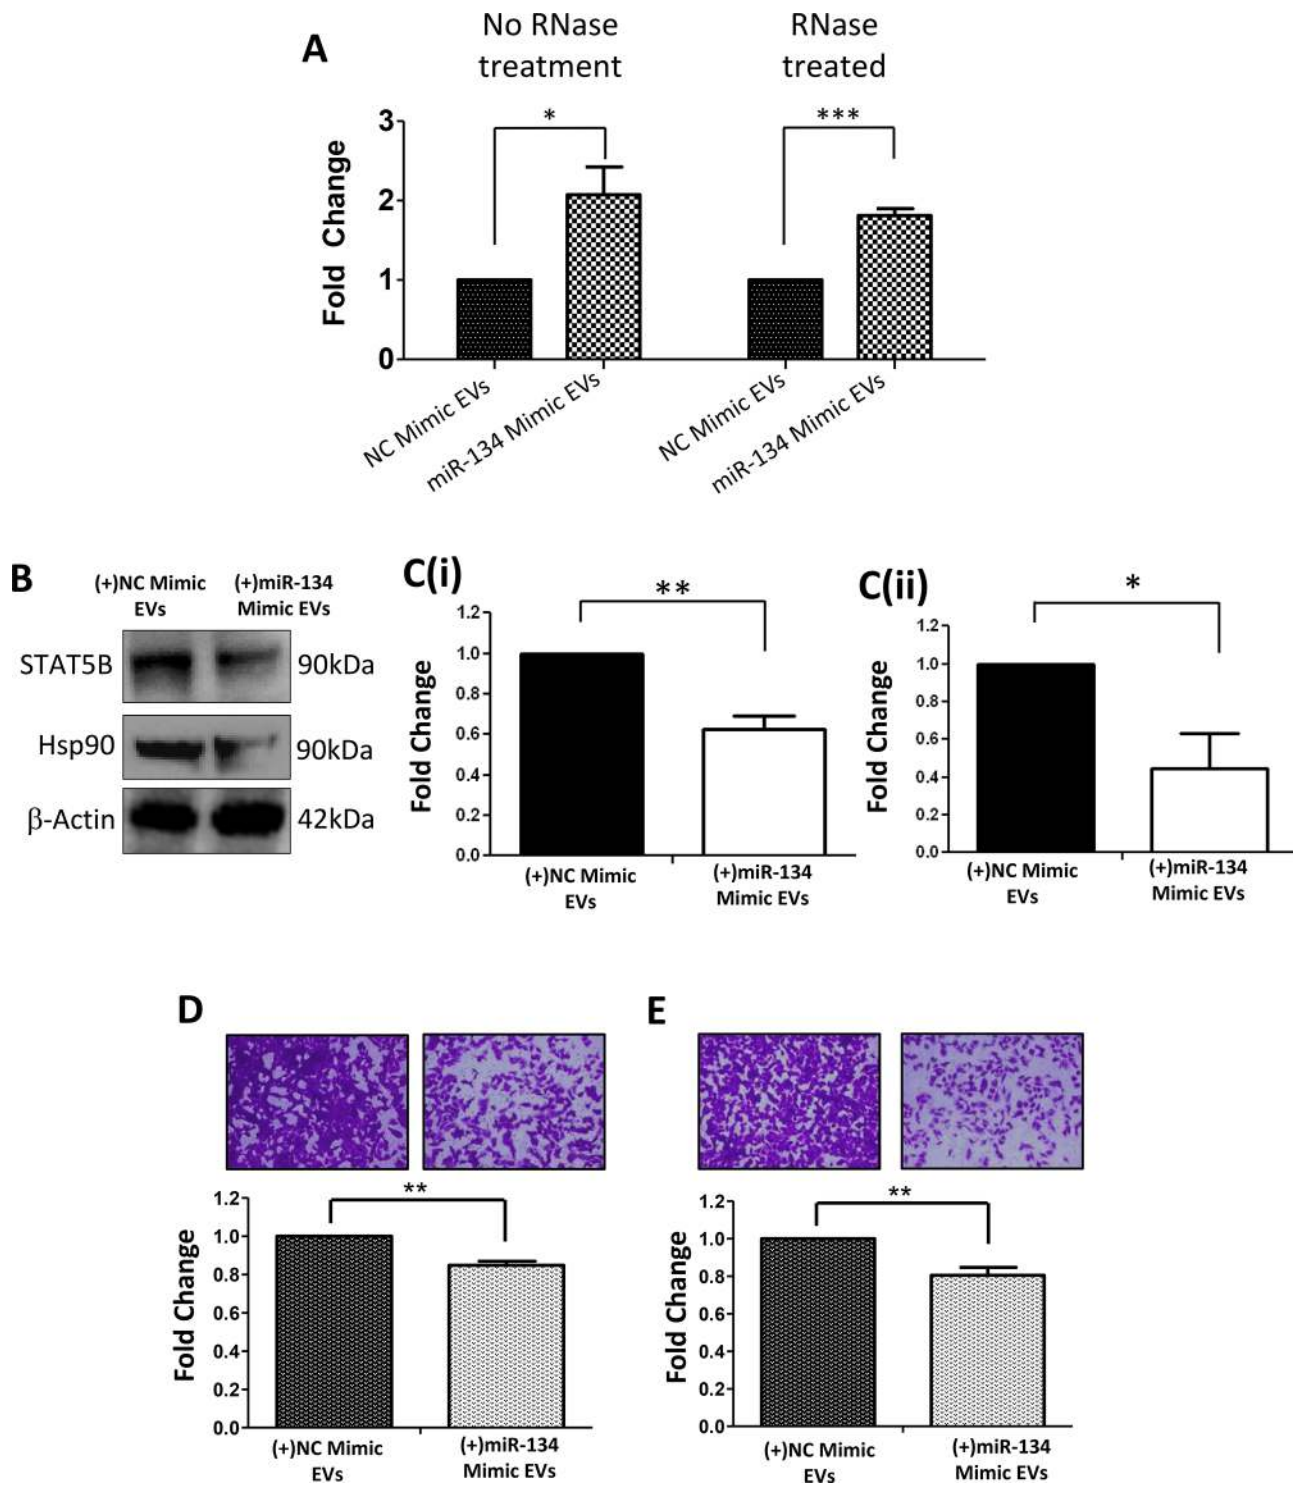 A
No RNase
treatment
RNase
treated
*
***
3
2
1
0
Fold Change
NC Mimic EVs
miR-134 Mimic EVs
NC Mimic EVs
miR-134 Mimic EVs
B
(+)NC Mimic
EVs
(+)miR-134
Mimic EVs
STAT5B
90kDa
Hsp90
90kDa
β-Actin
42kDa
C(i)
**
1.2
1.0
0.8
0.6
0.4
0.2
0.0
Fold Change
(+)NC Mimic
EVs
(+)miR-134
Mimic EVs
C(ii)
*
1.2
1.0
0.8
0.6
0.4
0.2
0.0
Fold Change
(+)NC Mimic
EVs
(+)miR-134
Mimic EVs
D
**
1.2
1.0
0.8
0.6
0.4
0.2
0.0
Fold Change
(+)NC Mimic
EVs
(+)miR-134
Mimic EVs
E
**
1.2
1.0
0.8
0.6
0.4
0.2
0.0
Fold Change
(+)NC Mimic
EVs
(+)miR-134
Mimic EVs